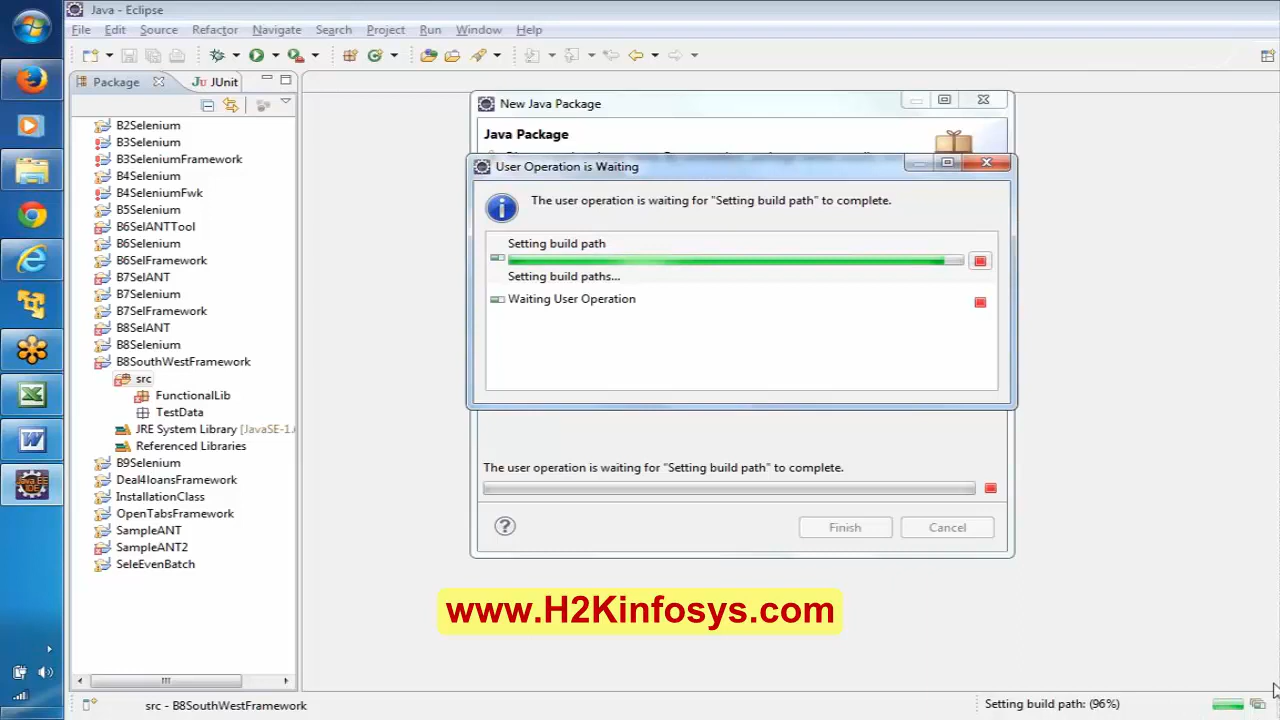 Java - Eclipse
File Edit Source Refactor Navigate Search Project Run Window Help
Package JUnit
B2Selenium
B3Selenium
B3SeleniumFramework
B4Selenium
B4SeleniumFwk
B5Selenium
B6SelANTTool
B6Selenium
B6SelFramework
B7SelANT
B7Selenium
B7SelFramework
B8SelANT
B8Selenium
B8SouthWestFramework
src
FunctionalLib
TestData
JRE System Library [JavaSE-1.
Referenced Libraries
B9Selenium
Deal4loansFramework
InstallationClass
OpenTabsFramework
SampleANT
SampleANT2
SeleEvenBatch
New Java Package
Java Package
User Operation is Waiting
The user operation is waiting for "Setting build path" to complete.
Setting build path
Setting build paths...
Waiting User Operation
The user operation is waiting for "Setting build path" to complete.
Finish Cancel
www.H2Kinfosys.com
Java EE
IDE
src - B8SouthWestFramework
Setting build path: (96%)